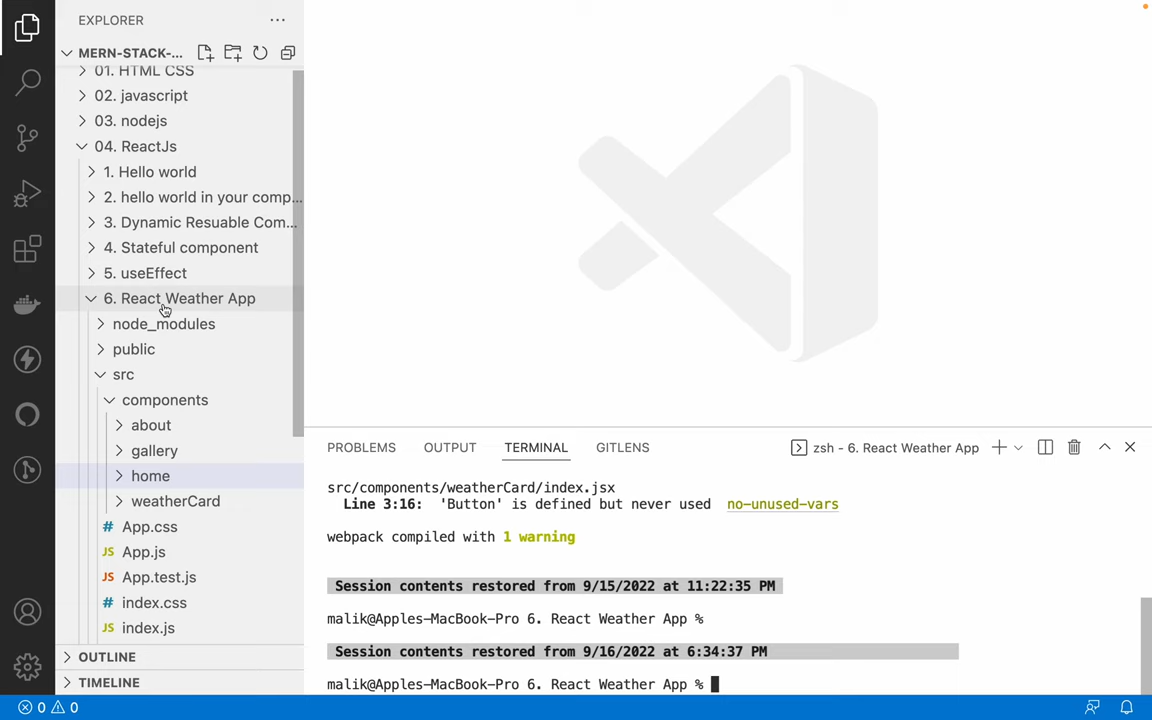 EXPLORER
MERN-STACK-...
01. HTML CSS
02. javascript
03. nodejs
04. ReactJs
1. Hello world
2. hello world in your comp...
3. Dynamic Resuable Com...
4. Stateful component
5. useEffect
6. React Weather App
node_modules
public
src
components
about
gallery
home
weatherCard
# App.css
JS App.js
JS App.test.js
# index.css
JS index.js
OUTLINE
TIMELINE
PROBLEMS OUTPUT TERMINAL GITLENS zsh - 6. React Weather App
src/components/weatherCard/index.jsx
Line 3:16: 'Button' is defined but never used no-unused-vars
webpack compiled with 1 warning
Session contents restored from 9/15/2022 at 11:22:35 PM
malik@Apples-MacBook-Pro 6. React Weather App %
Session contents restored from 9/16/2022 at 6:34:37 PM
malik@Apples-MacBook-Pro 6. React Weather App %
0 0